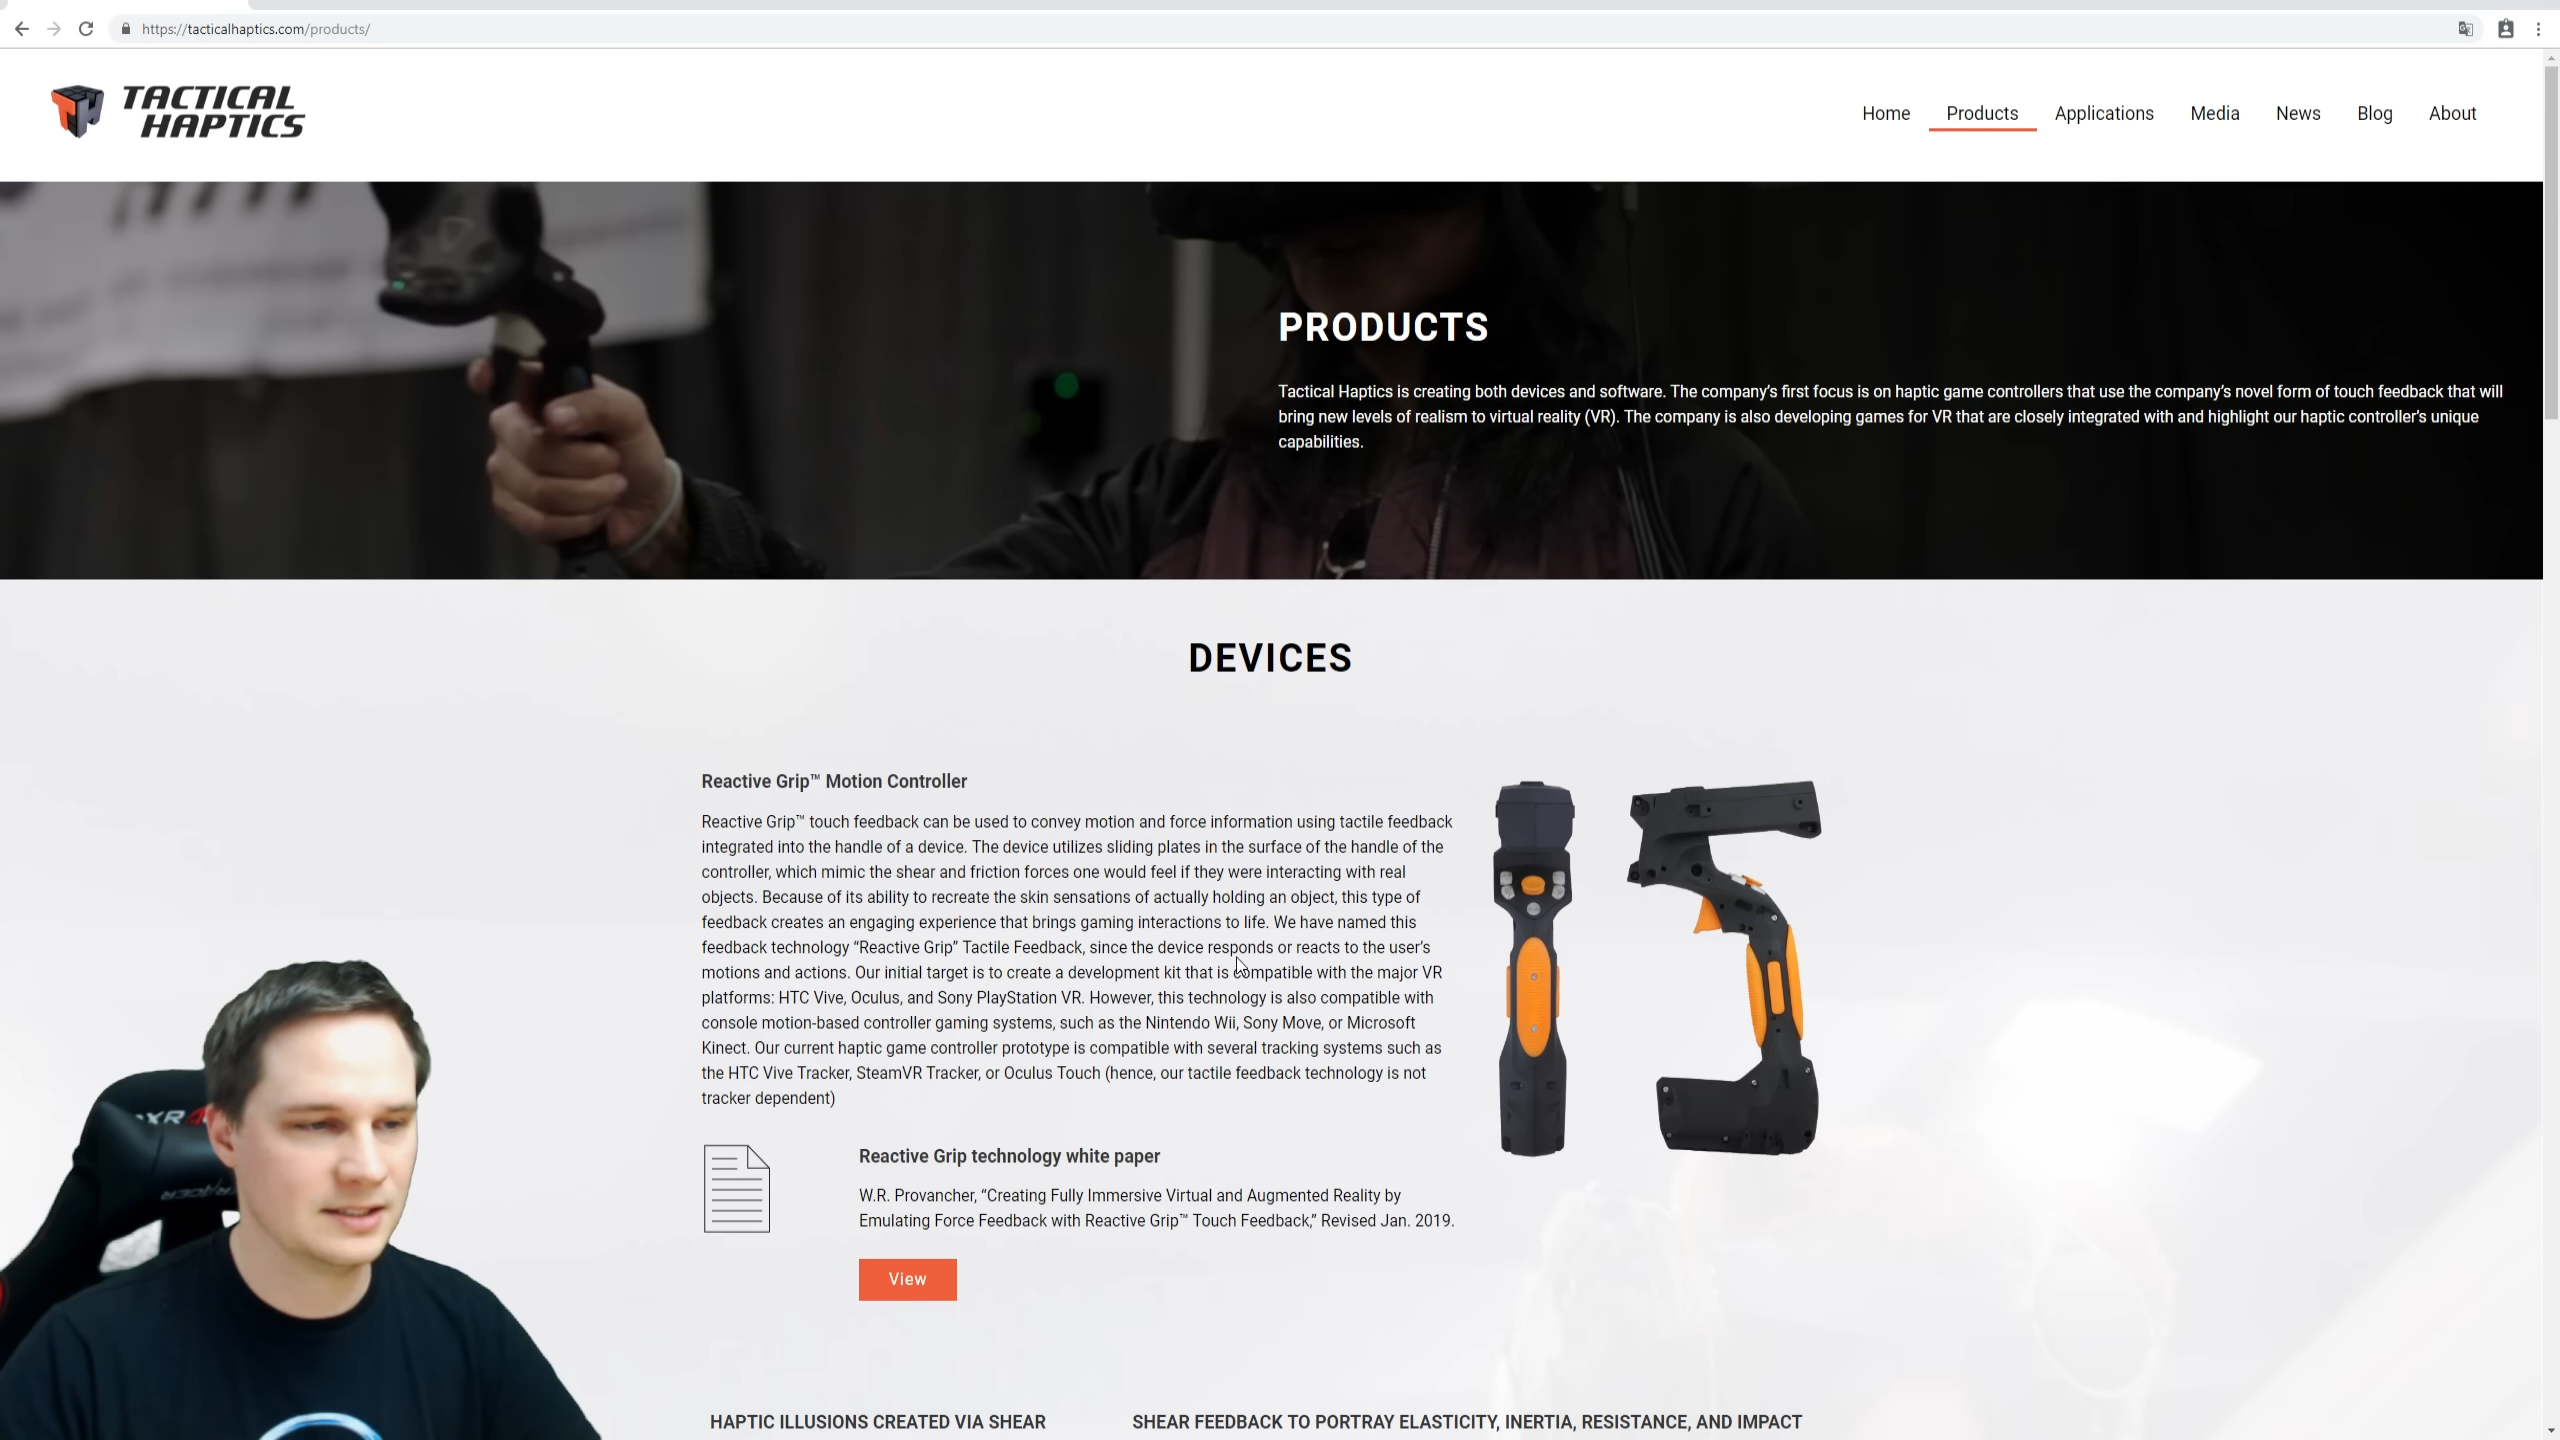 https://tacticalhaptics.com/products/
TACTICAL
HAPTICS
Home Products Applications Media News Blog About
PRODUCTS
Tactical Haptics is creating both devices and software. The company’s first focus is on haptic game controllers that use the company’s novel form of touch feedback that will
bring new levels of realism to virtual reality (VR). The company is also developing games for VR that are closely integrated with and highlight our haptic controller’s unique
capabilities.
DEVICES
Reactive Grip™ Motion Controller
Reactive Grip™ touch feedback can be used to convey motion and force information using tactile feedback
integrated into the handle of a device. The device utilizes sliding plates in the surface of the handle of the
controller, which mimic the shear and friction forces one would feel if they were interacting with real
objects. Because of its ability to recreate the skin sensations of actually holding an object, this type of
feedback creates an engaging experience that brings gaming interactions to life. We have named this
feedback technology “Reactive Grip” Tactile Feedback, since the device responds or reacts to the user’s
motions and actions. Our initial target is to create a development kit that is compatible with the major VR
platforms: HTC Vive, Oculus, and Sony PlayStation VR. However, this technology is also compatible with
console motion-based controller gaming systems, such as the Nintendo Wii, Sony Move, or Microsoft
Kinect. Our current haptic game controller prototype is compatible with several tracking systems such as
the HTC Vive Tracker, SteamVR Tracker, or Oculus Touch (hence, our tactile feedback technology is not
tracker dependent)
Reactive Grip technology white paper
W.R. Provancher, “Creating Fully Immersive Virtual and Augmented Reality by
Emulating Force Feedback with Reactive Grip™ Touch Feedback,” Revised Jan. 2019.
View
HAPTIC ILLUSIONS CREATED VIA SHEAR
SHEAR FEEDBACK TO PORTRAY ELASTICITY, INERTIA, RESISTANCE, AND IMPACT